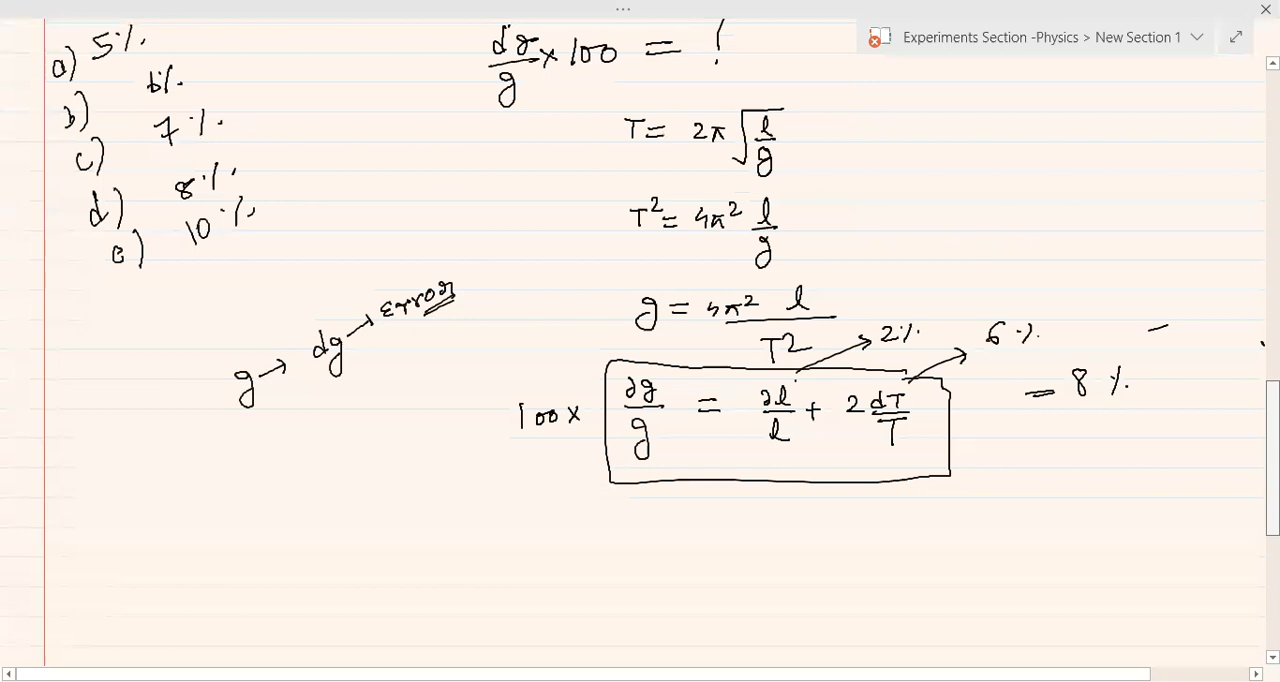 Experiments Section -Physics > New Section 1
a) 5%
b) 6%
c) 7%
d) 8%
e) 10%
dg/g × 100 = ?
T = 2π √(l/g)
T² = 4π² l/g
g → dg → error
g = 4π² l / T²
2%
6%
100 × ∂g/g = ∂l/l + 2 dT/T
= 8%